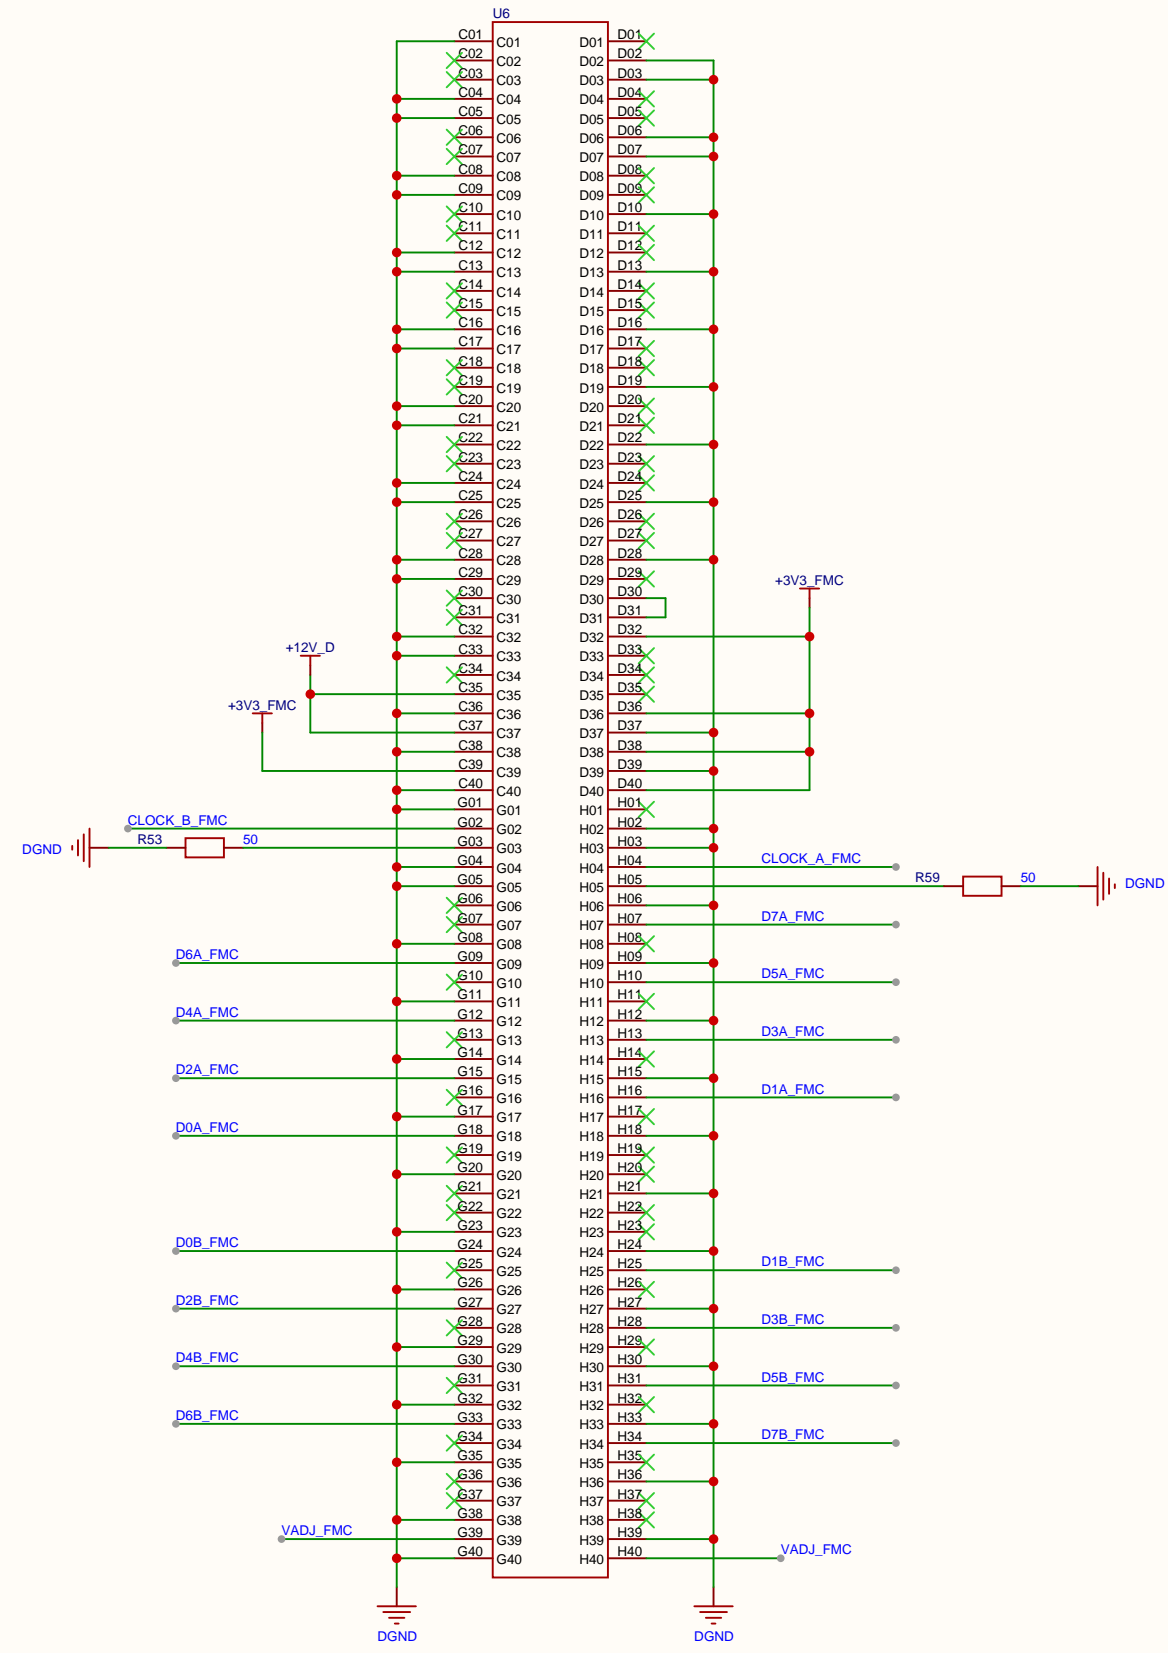 U6
C01 C01 D01 D01
C02 C02 D02 D02
C03 C03 D03 D03
C04 C04 D04 D04
C05 C05 D05 D05
C06 C06 D06 D06
C07 C07 D07 D07
C08 C08 D08 D08
C09 C09 D09 D09
C10 C10 D10 D10
C11 C11 D11 D11
C12 C12 D12 D12
C13 C13 D13 D13
C14 C14 D14 D14
C15 C15 D15 D15
C16 C16 D16 D16
C17 C17 D17 D17
C18 C18 D18 D18
C19 C19 D19 D19
C20 C20 D20 D20
C21 C21 D21 D21
C22 C22 D22 D22
C23 C23 D23 D23
C24 C24 D24 D24
C25 C25 D25 D25
C26 C26 D26 D26
C27 C27 D27 D27
C28 C28 D28 D28
C29 C29 D29 D29 +3V3_FMC
C30 C30 D30 D30
C31 C31 D31 D31
C32 C32 D32 D32
+12V_D C33 C33 D33 D33
C34 C34 D34 D34
C35 C35 D35 D35
+3V3_FMC C36 C36 D36 D36
C37 C37 D37 D37
C38 C38 D38 D38
C39 C39 D39 D39
C40 C40 D40 D40
G01 G01 H01 H01
CLOCK_B_FMC G02 G02 H02 H02
DGND R53 50 G03 G03 H03 H03
G04 G04 H04 H04 CLOCK_A_FMC
G05 G05 H05 H05 R59 50 DGND
G06 G06 H06 H06
G07 G07 H07 H07 D7A_FMC
G08 G08 H08 H08
D6A_FMC G09 G09 H09 H09
G10 G10 H10 H10 D5A_FMC
G11 G11 H11 H11
D4A_FMC G12 G12 H12 H12
G13 G13 H13 H13 D3A_FMC
G14 G14 H14 H14
D2A_FMC G15 G15 H15 H15
G16 G16 H16 H16 D1A_FMC
G17 G17 H17 H17
D0A_FMC G18 G18 H18 H18
G19 G19 H19 H19
G20 G20 H20 H20
G21 G21 H21 H21
G22 G22 H22 H22
G23 G23 H23 H23
D0B_FMC G24 G24 H24 H24
G25 G25 H25 H25 D1B_FMC
G26 G26 H26 H26
D2B_FMC G27 G27 H27 H27
G28 G28 H28 H28 D3B_FMC
G29 G29 H29 H29
D4B_FMC G30 G30 H30 H30
G31 G31 H31 H31 D5B_FMC
G32 G32 H32 H32
D6B_FMC G33 G33 H33 H33
G34 G34 H34 H34 D7B_FMC
G35 G35 H35 H35
G36 G36 H36 H36
G37 G37 H37 H37
G38 G38 H38 H38
VADJ_FMC G39 G39 H39 H39
G40 G40 H40 H40 VADJ_FMC
DGND DGND